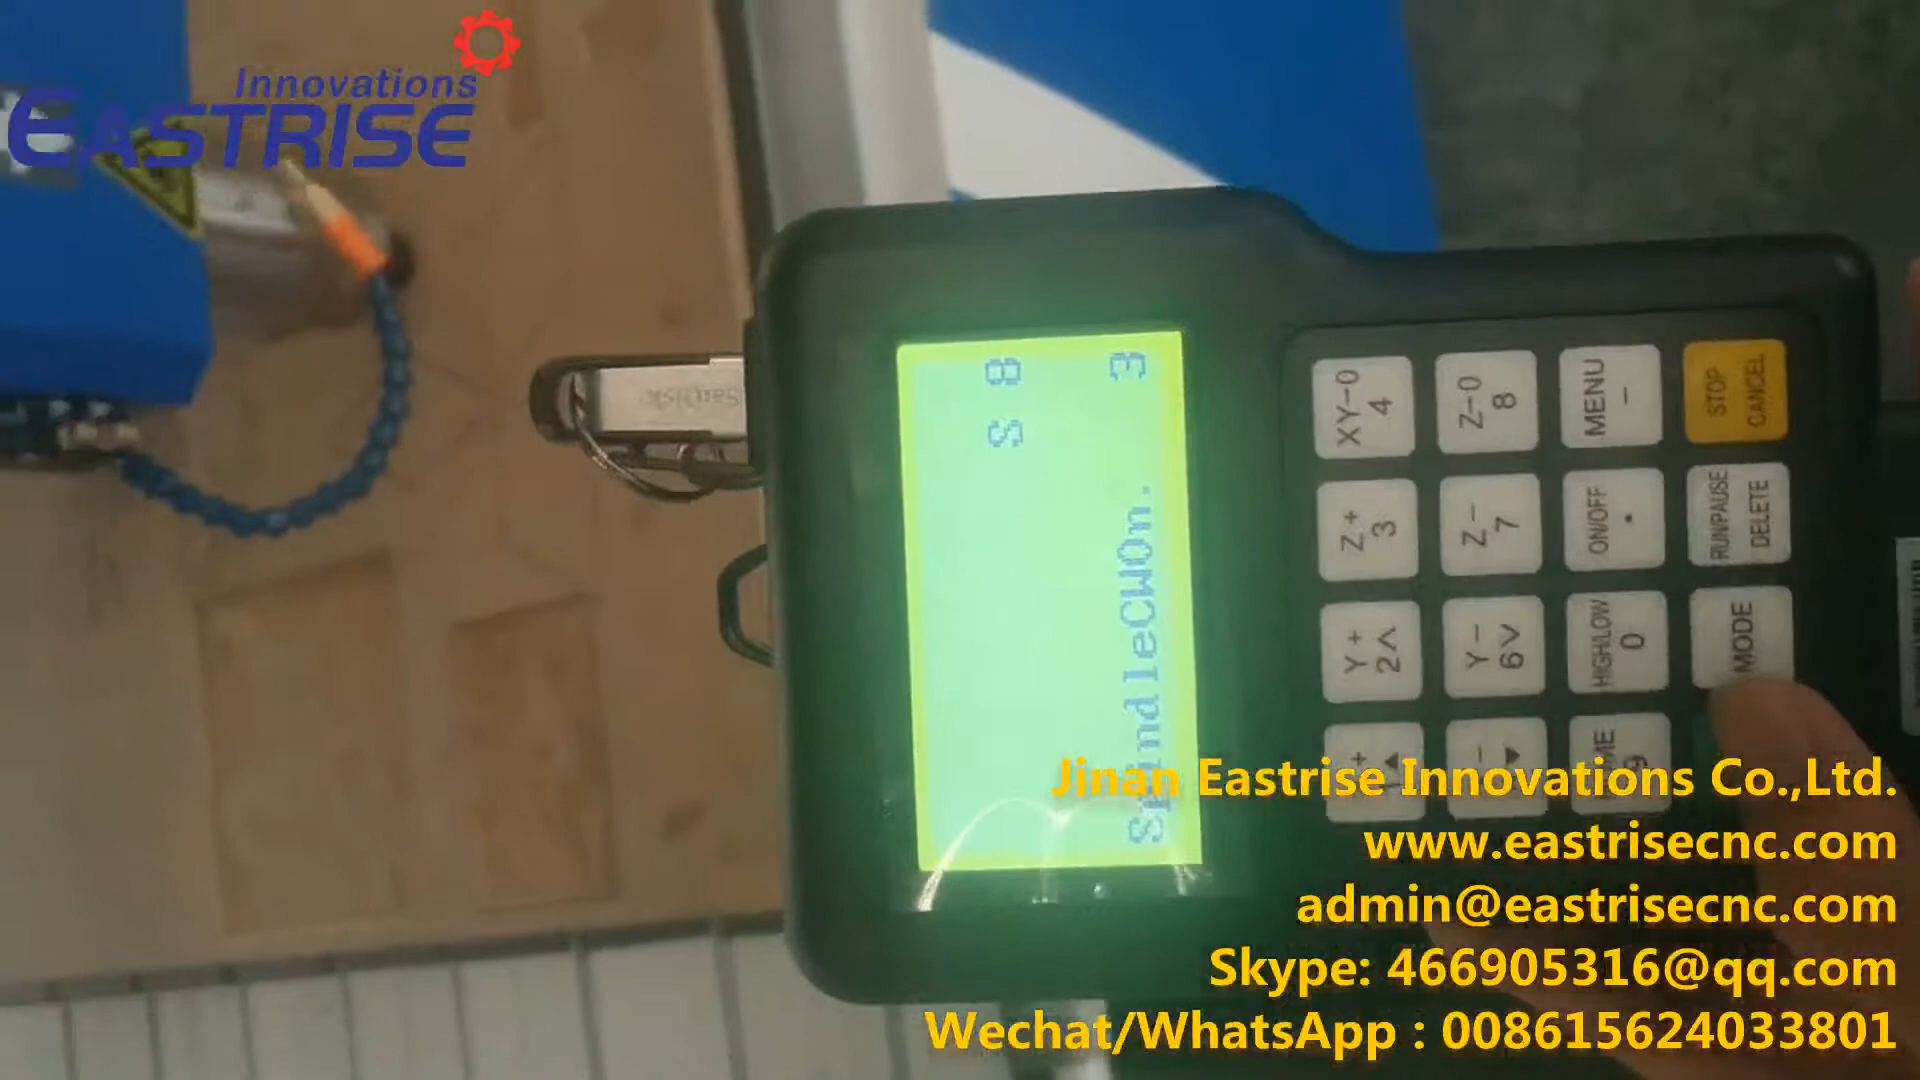 Innovations
EASTRISE
SanDisk
S 8
SpindleCWOn. 3
XY-0 4
Z-0 8
MENU -
STOP CANCEL
Z+ 3
Z- 7
ON/OFF .
RUN/PAUSE DELETE
Y+ 2Λ
Y- 6V
HIGH/LOW 0
MODE
Jinan Eastrise Innovations Co.,Ltd.
www.eastrisecnc.com
admin@eastrisecnc.com
Skype: 466905316@qq.com
Wechat/WhatsApp : 008615624033801